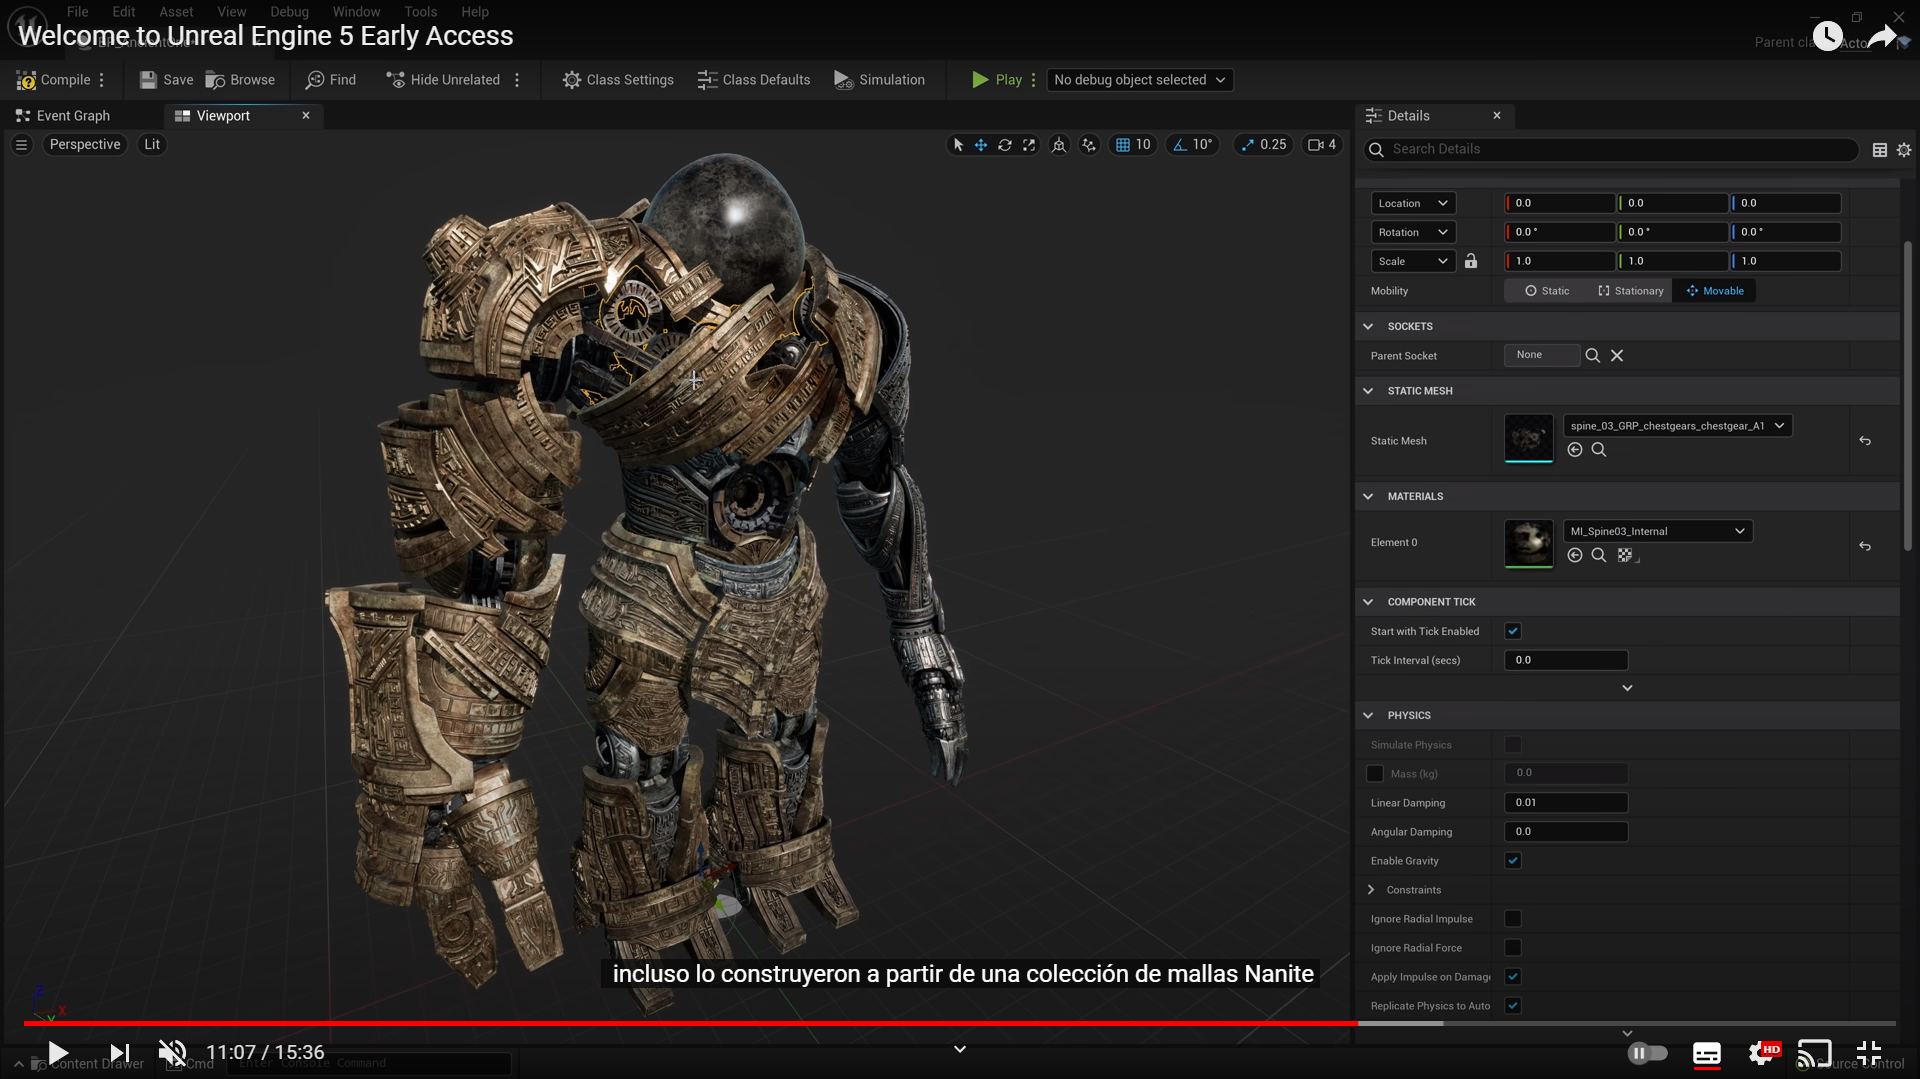 File Edit Asset View Debug Window Tools Help
Welcome to Unreal Engine 5 Early Access
Compile
Save
Browse
Find
Hide Unrelated
Class Settings
Class Defaults
Simulation
Play
No debug object selected
Event Graph
Viewport
Details
Perspective
Lit
10
10°
0.25
4
Search Details
Location 0.0 0.0 0.0
Rotation 0.0° 0.0° 0.0°
Scale 1.0 1.0 1.0
Mobility Static Stationary Movable
SOCKETS
Parent Socket None
STATIC MESH
Static Mesh spine_03_GRP_chestgears_chestgear_A1
MATERIALS
Element 0 MI_Spine03_Internal
COMPONENT TICK
Start with Tick Enabled
Tick Interval (secs) 0.0
PHYSICS
Simulate Physics
Mass (kg) 0.0
Linear Damping 0.01
Angular Damping 0.0
Enable Gravity
Constraints
Ignore Radial Impulse
Ignore Radial Force
Apply Impulse on Damag
Replicate Physics to Auto
incluso lo construyeron a partir de una colección de mallas Nanite
Z
X
Y
11:07 / 15:36
HD
Content Drawer
Cmd
Enter Console Command
Source Control